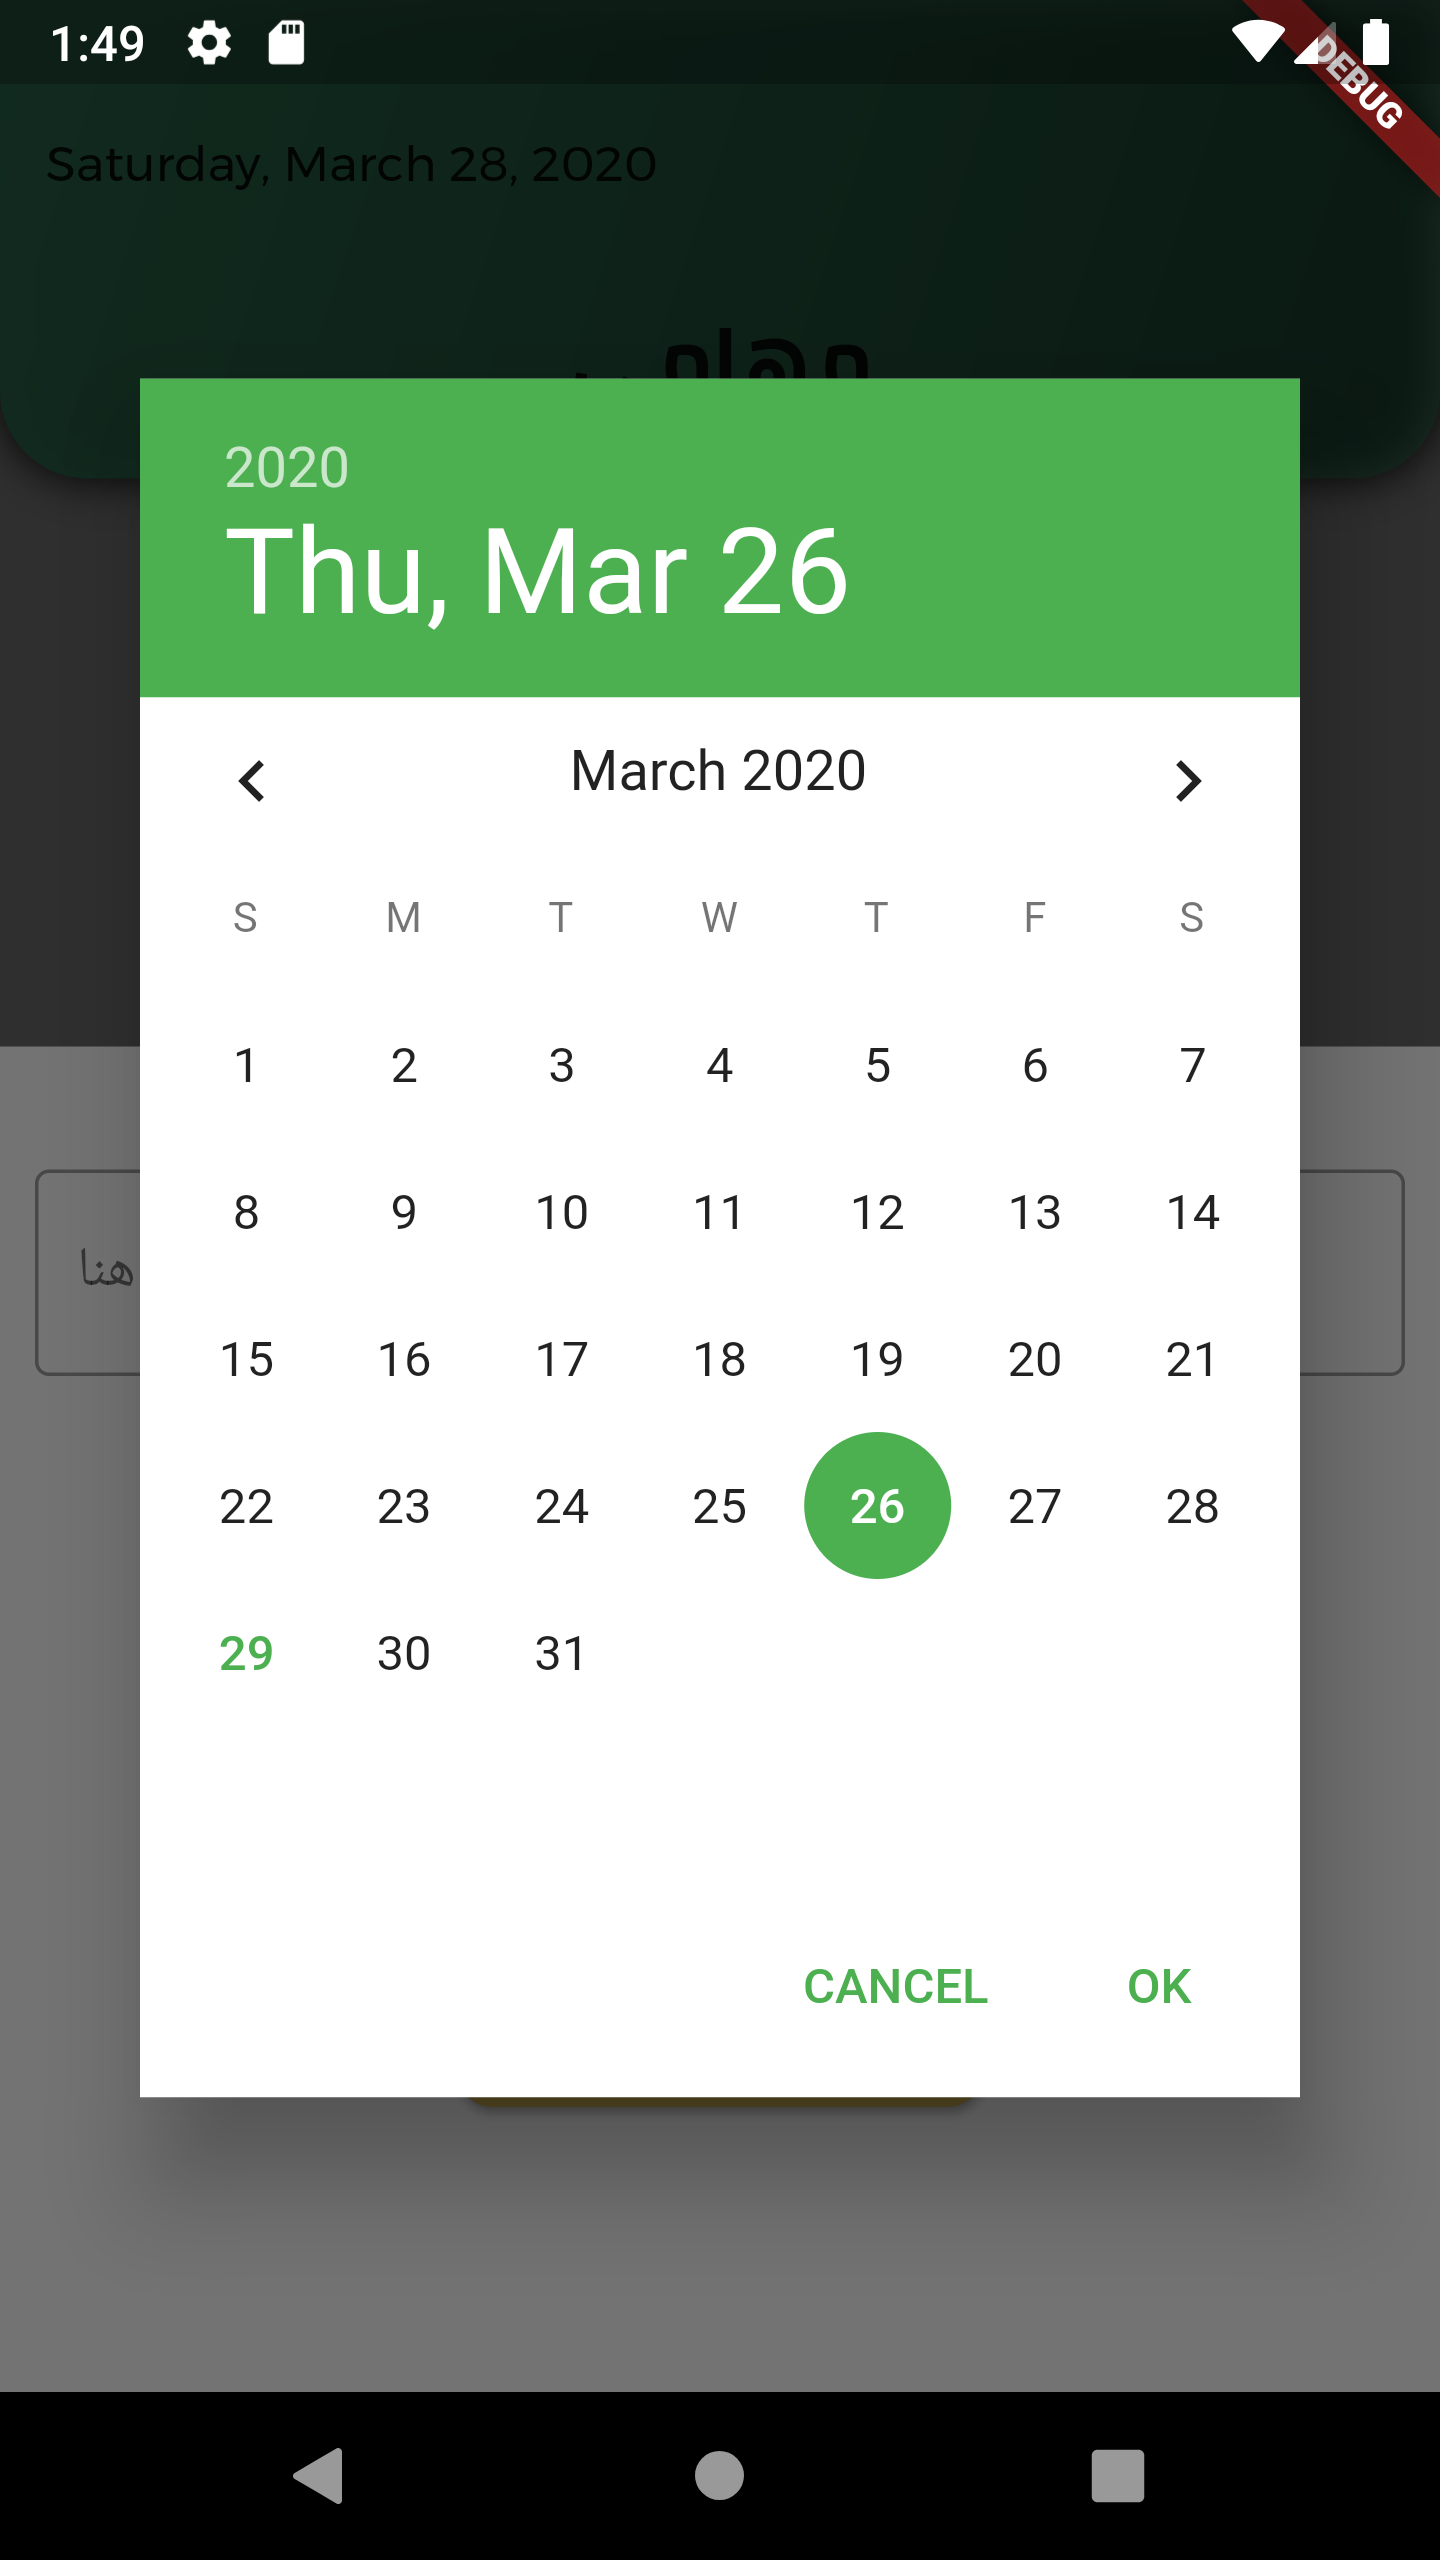 1:49
DEBUG
Saturday, March 28, 2020
2020
Thu, Mar 26
March 2020
S M T W T F S
1 2 3 4 5 6 7
8 9 10 11 12 13 14
هنا
15 16 17 18 19 20 21
22 23 24 25 26 27 28
29 30 31
CANCEL OK